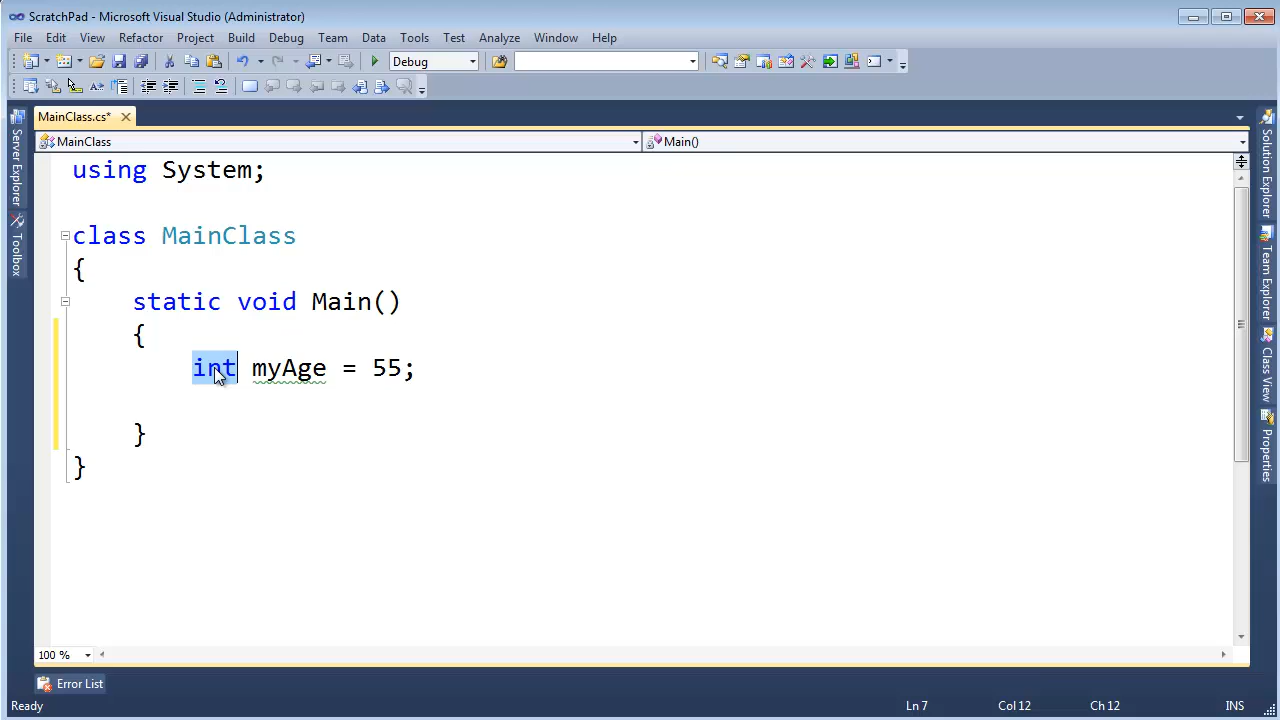 ScratchPad - Microsoft Visual Studio (Administrator)
File Edit View Refactor Project Build Debug Team Data Tools Test Analyze Window Help
Debug
MainClass.cs*
MainClass Main()
using System;
class MainClass
{
static void Main()
{
int myAge = 55;
}
}
Server Explorer
Toolbox
Solution Explorer
Team Explorer
Class View
Properties
100 %
Error List
Ready Ln 7 Col 12 Ch 12 INS